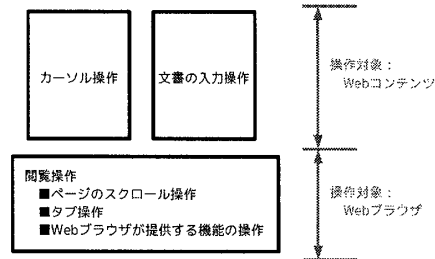 カーソル操作
文書の入力操作
操作対象：
Webコンテンツ
閲覧操作
■ページのスクロール操作
■タブ操作
■Webブラウザが提供する機能の操作
操作対象：
Webブラウザ